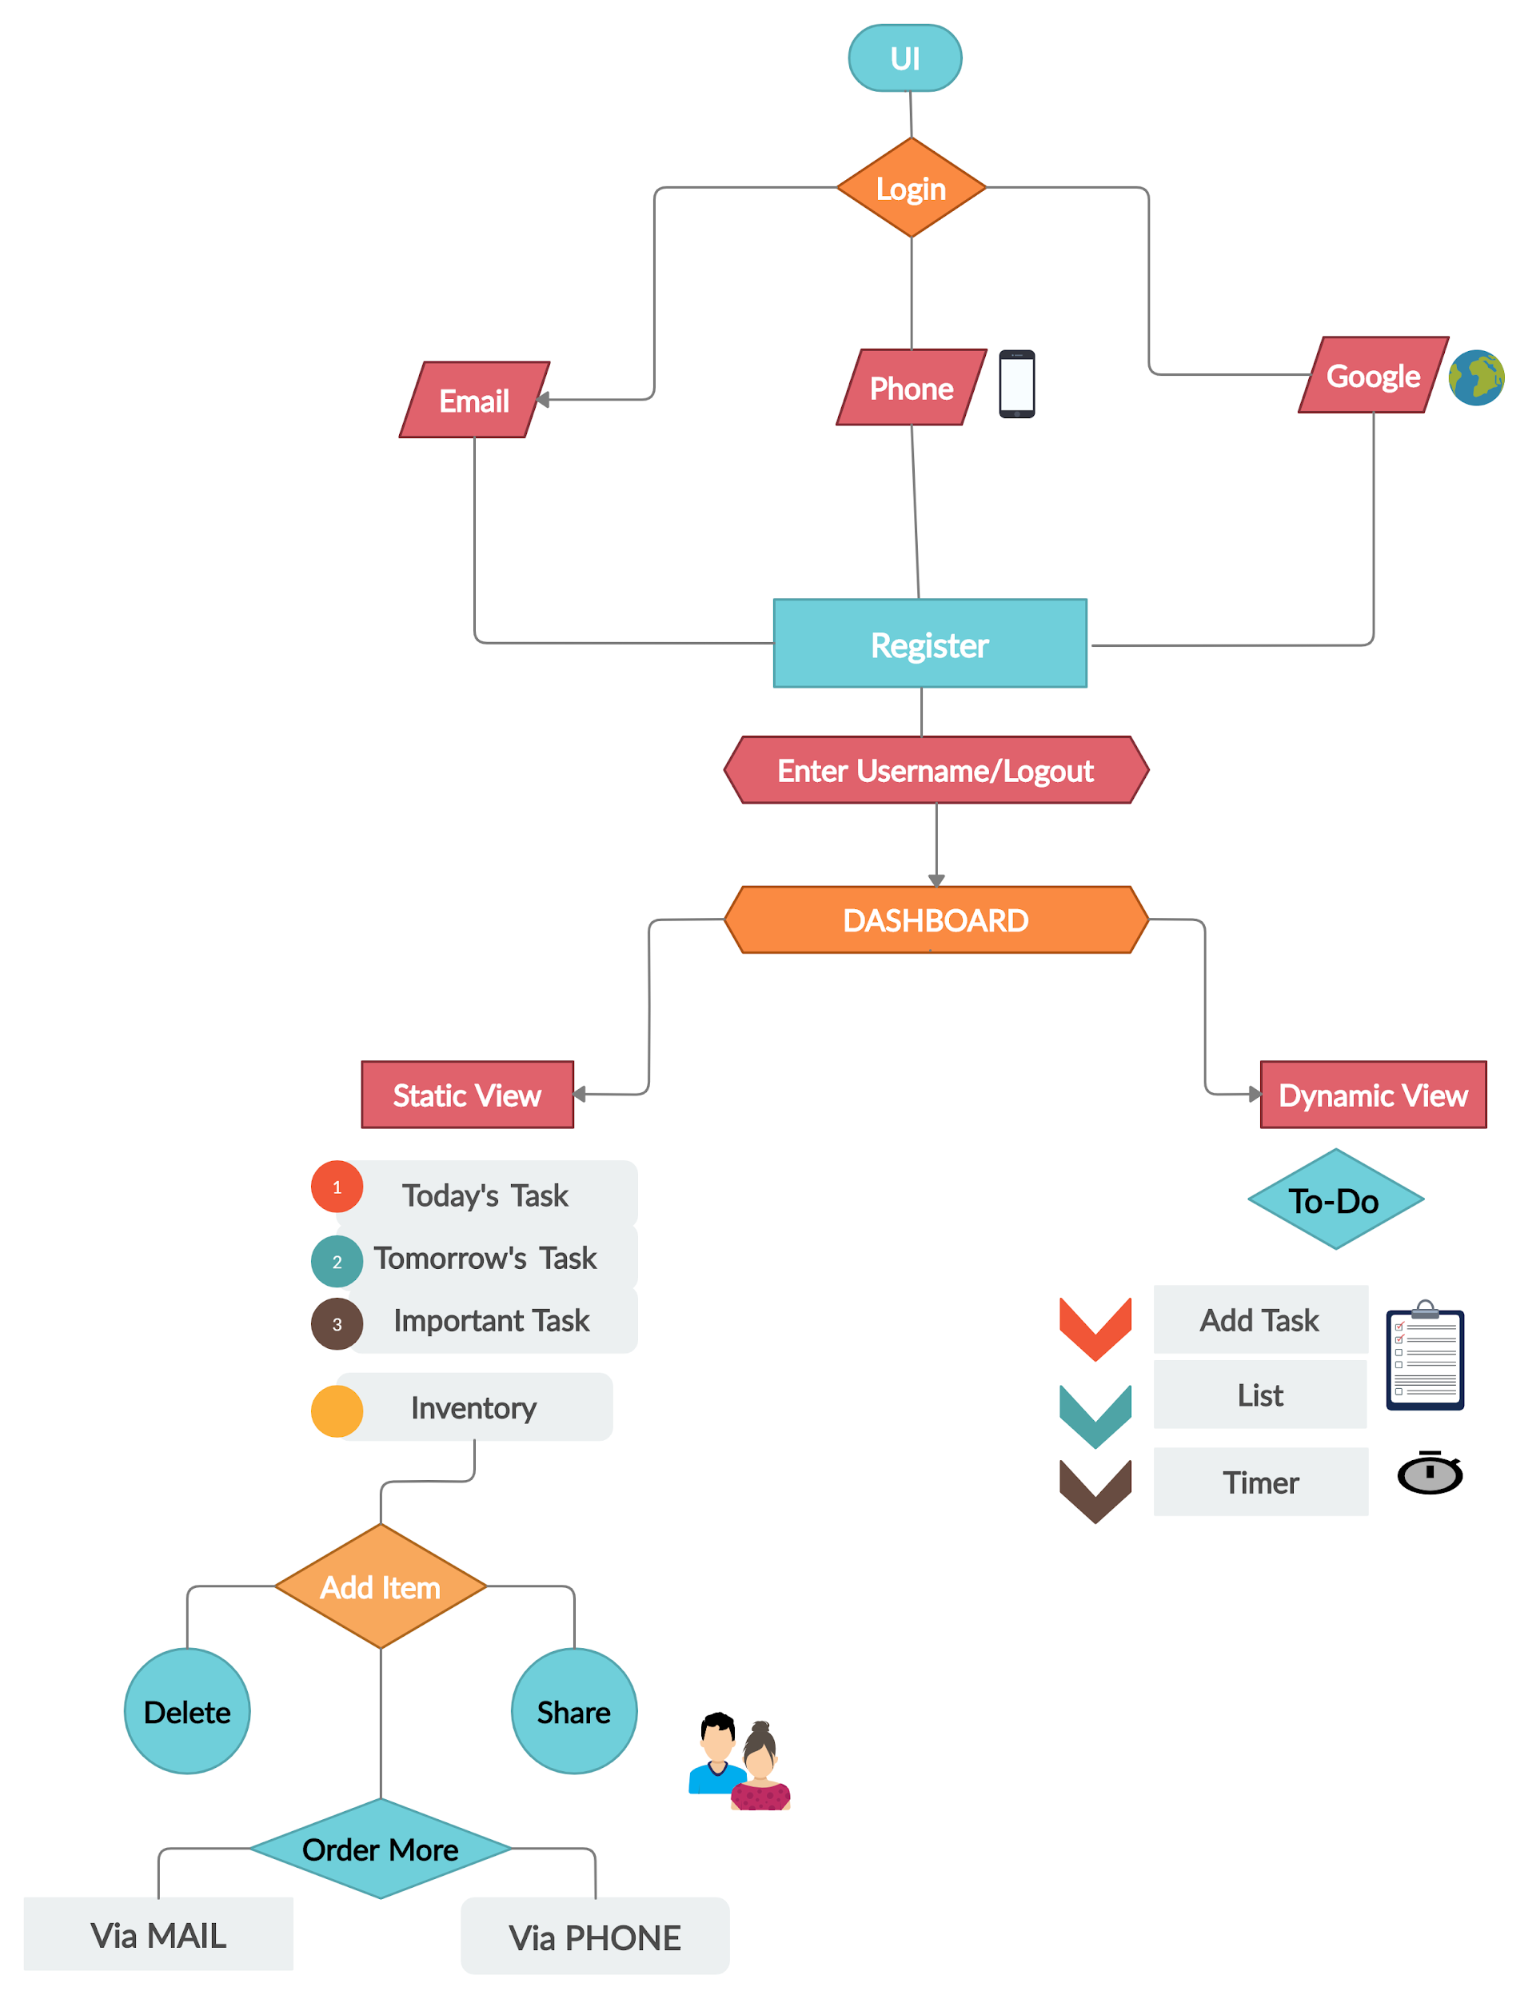 UI
Login
Email
Phone
Google
Register
Enter Username/Logout
DASHBOARD
Static View
Dynamic View
1
Today's Task
To-Do
2
Tomorrow's Task
3
Important Task
Add Task
List
Inventory
Timer
Add Item
Delete
Share
Order More
Via MAIL
Via PHONE